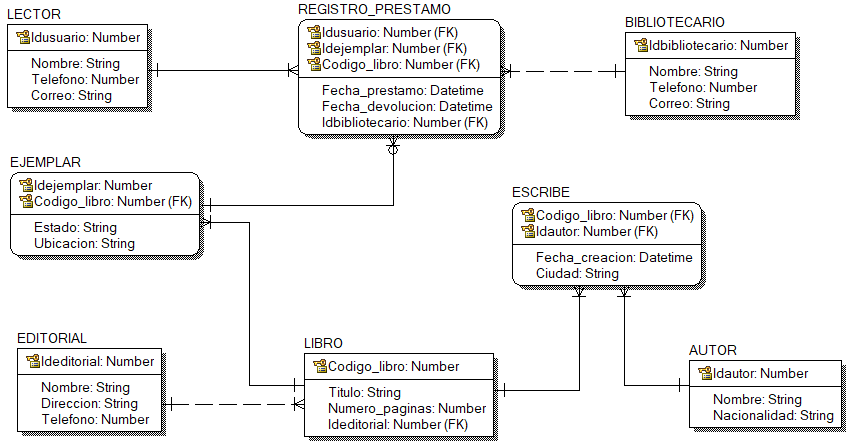 LECTOR
Idusuario: Number
Nombre: String
Telefono: Number
Correo: String
REGISTRO_PRESTAMO
Idusuario: Number (FK)
Idejemplar: Number (FK)
Codigo_libro: Number (FK)
Fecha_prestamo: Datetime
Fecha_devolucion: Datetime
Idbibliotecario: Number (FK)
BIBLIOTECARIO
Idbibliotecario: Number
Nombre: String
Telefono: Number
Correo: String
EJEMPLAR
Idejemplar: Number
Codigo_libro: Number (FK)
Estado: String
Ubicacion: String
ESCRIBE
Codigo_libro: Number (FK)
Idautor: Number (FK)
Fecha_creacion: Datetime
Ciudad: String
EDITORIAL
Ideditorial: Number
Nombre: String
Direccion: String
Telefono: Number
LIBRO
Codigo_libro: Number
Titulo: String
Numero_paginas: Number
Ideditorial: Number (FK)
AUTOR
Idautor: Number
Nombre: String
Nacionalidad: String